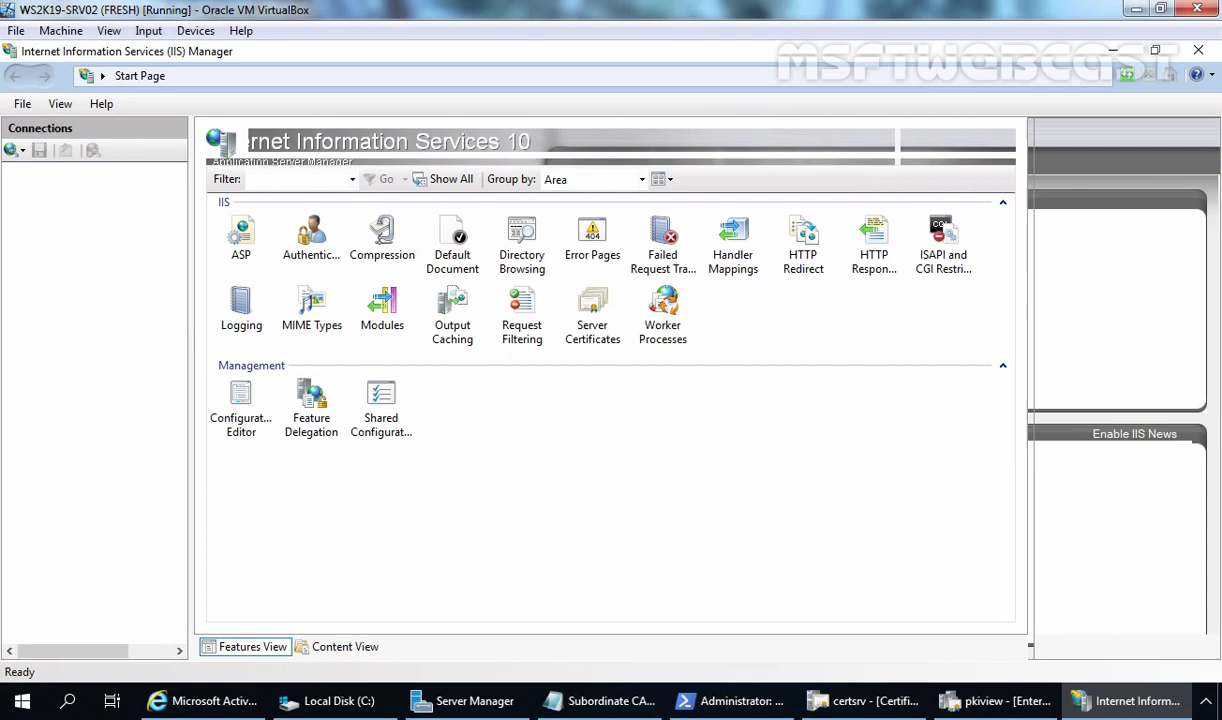 WS2K19-SRV02 (FRESH) [Running] - Oracle VM VirtualBox
File Machine View Input Devices Help
Internet Information Services (IIS) Manager
MSFTWEBCAST
Start Page
File View Help
Connections
rnet Information Services 10
Application Server Manager
Filter: Go Show All Group by: Area
IIS
ASP Authentic... Compression Default Document Directory Browsing Error Pages Failed Request Tra... Handler Mappings HTTP Redirect HTTP Respon... ISAPI and CGI Restri...
Logging MIME Types Modules Output Caching Request Filtering Server Certificates Worker Processes
Management
Configurat... Editor Feature Delegation Shared Configurat...
Enable IIS News
Features View Content View
Ready
Microsoft Activ... Local Disk (C:) Server Manager Subordinate CA... Administrator: ... certsrv - [Certifi... pkiview - [Enter... Internet Inform...